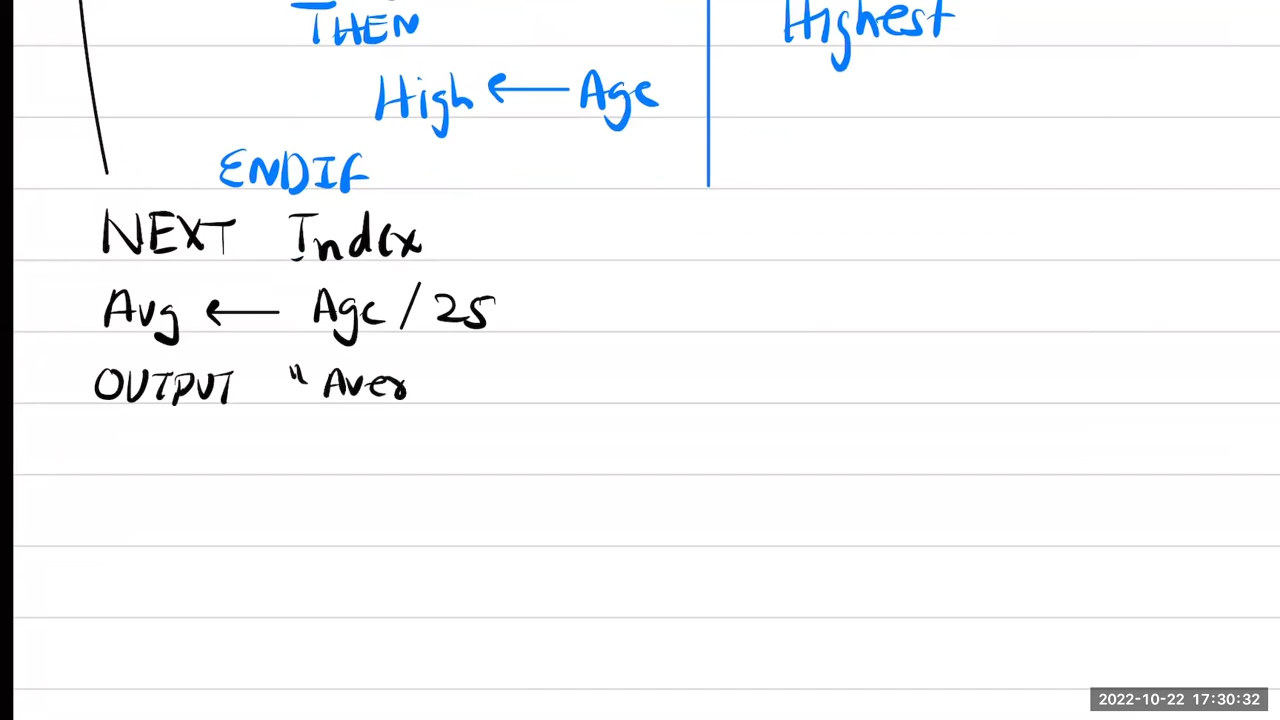 THEN
Highest
High ← Age
ENDIF
NEXT Index
Avg ← Age / 25
OUTPUT " Aver
2022-10-22 17:30:32